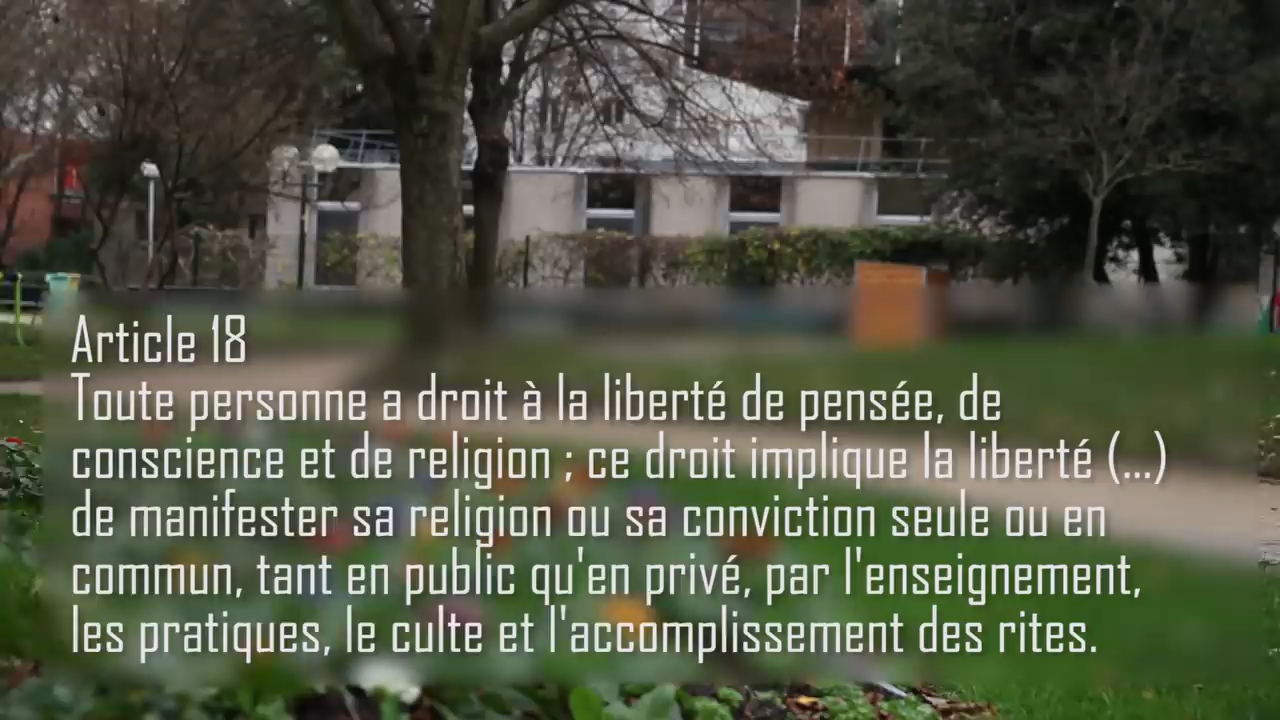 Article 18
Toute personne a droit à la liberté de pensée, de
conscience et de religion ; ce droit implique la liberté (...)
de manifester sa religion ou sa conviction seule ou en
commun, tant en public qu'en privé, par l'enseignement,
les pratiques, le culte et l'accomplissement des rites.